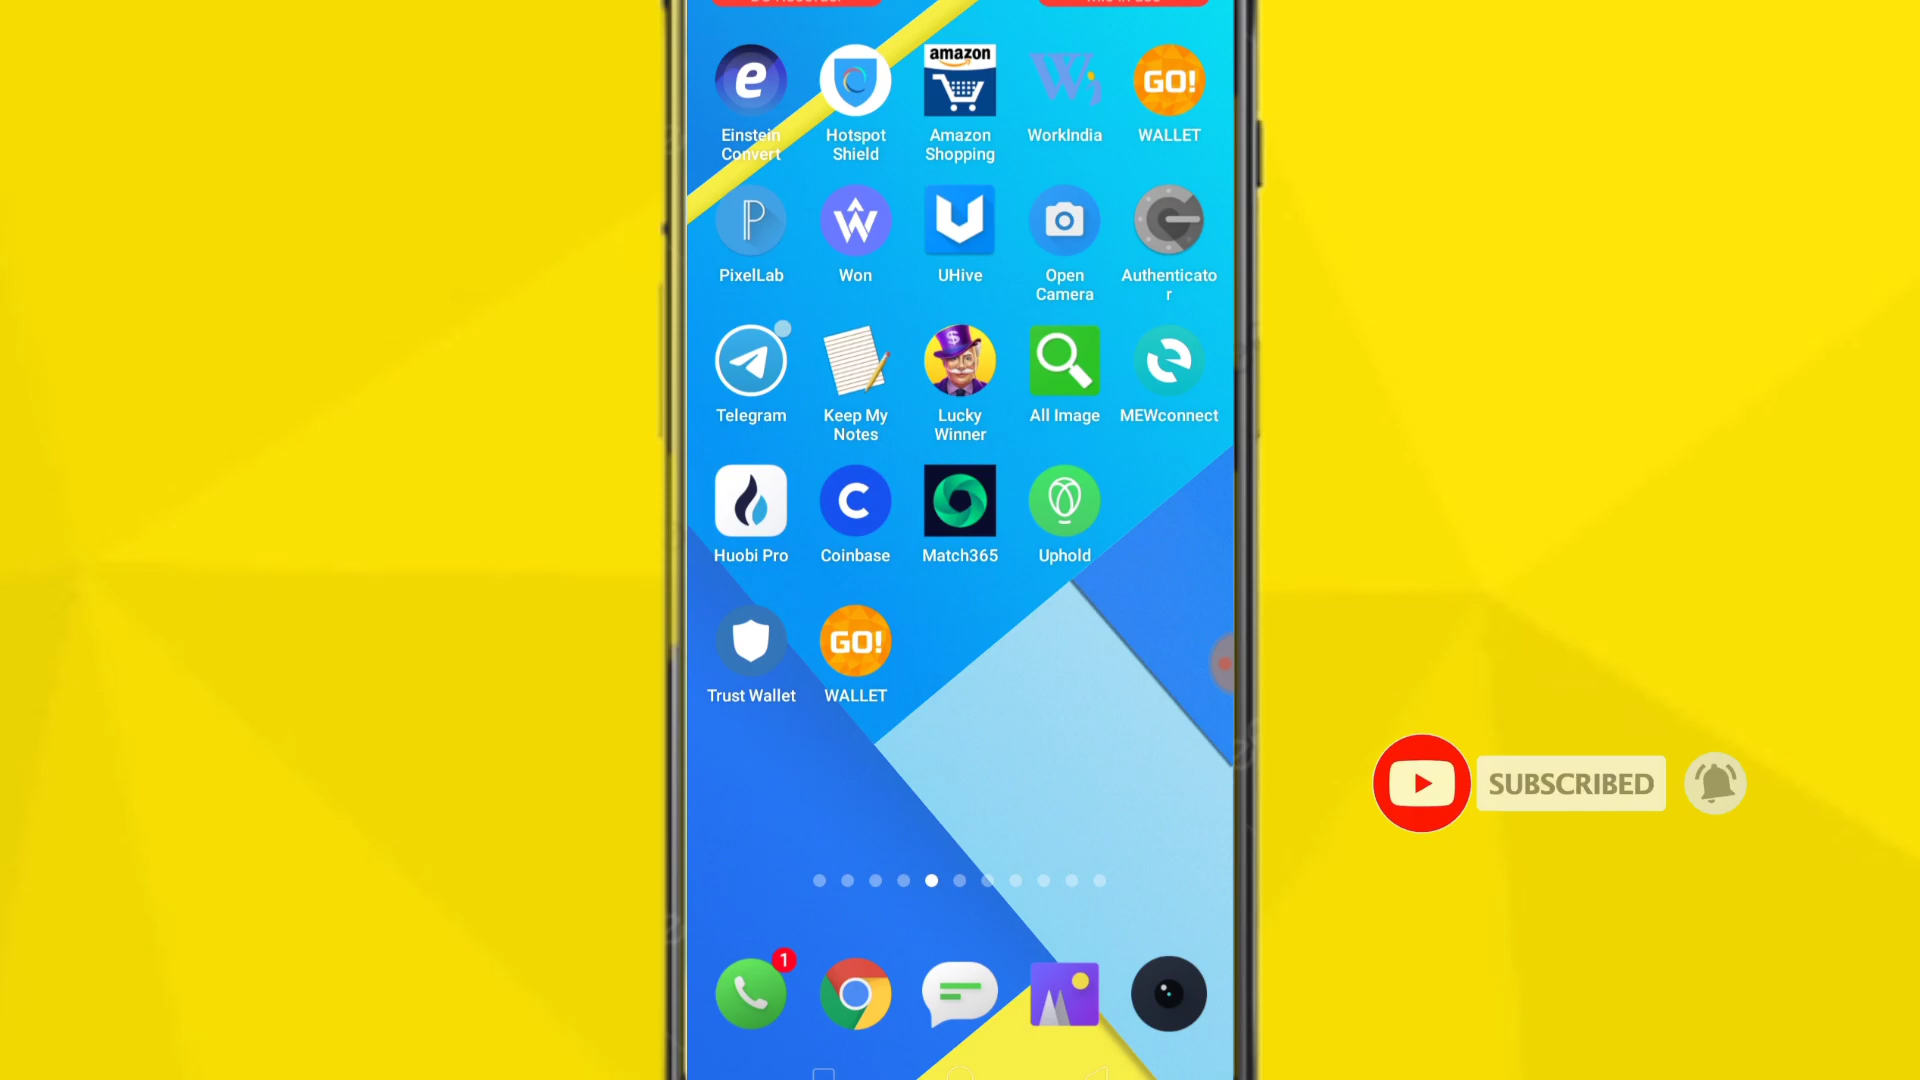 amazon
GO!
Einstein Convert
Hotspot Shield
Amazon Shopping
WorkIndia
WALLET
PixelLab
Won
UHive
Open Camera
Authenticato
r
Telegram
Keep My Notes
Lucky Winner
All Image
MEWconnect
Huobi Pro
Coinbase
Match365
Uphold
GO!
Trust Wallet
WALLET
SUBSCRIBED
1